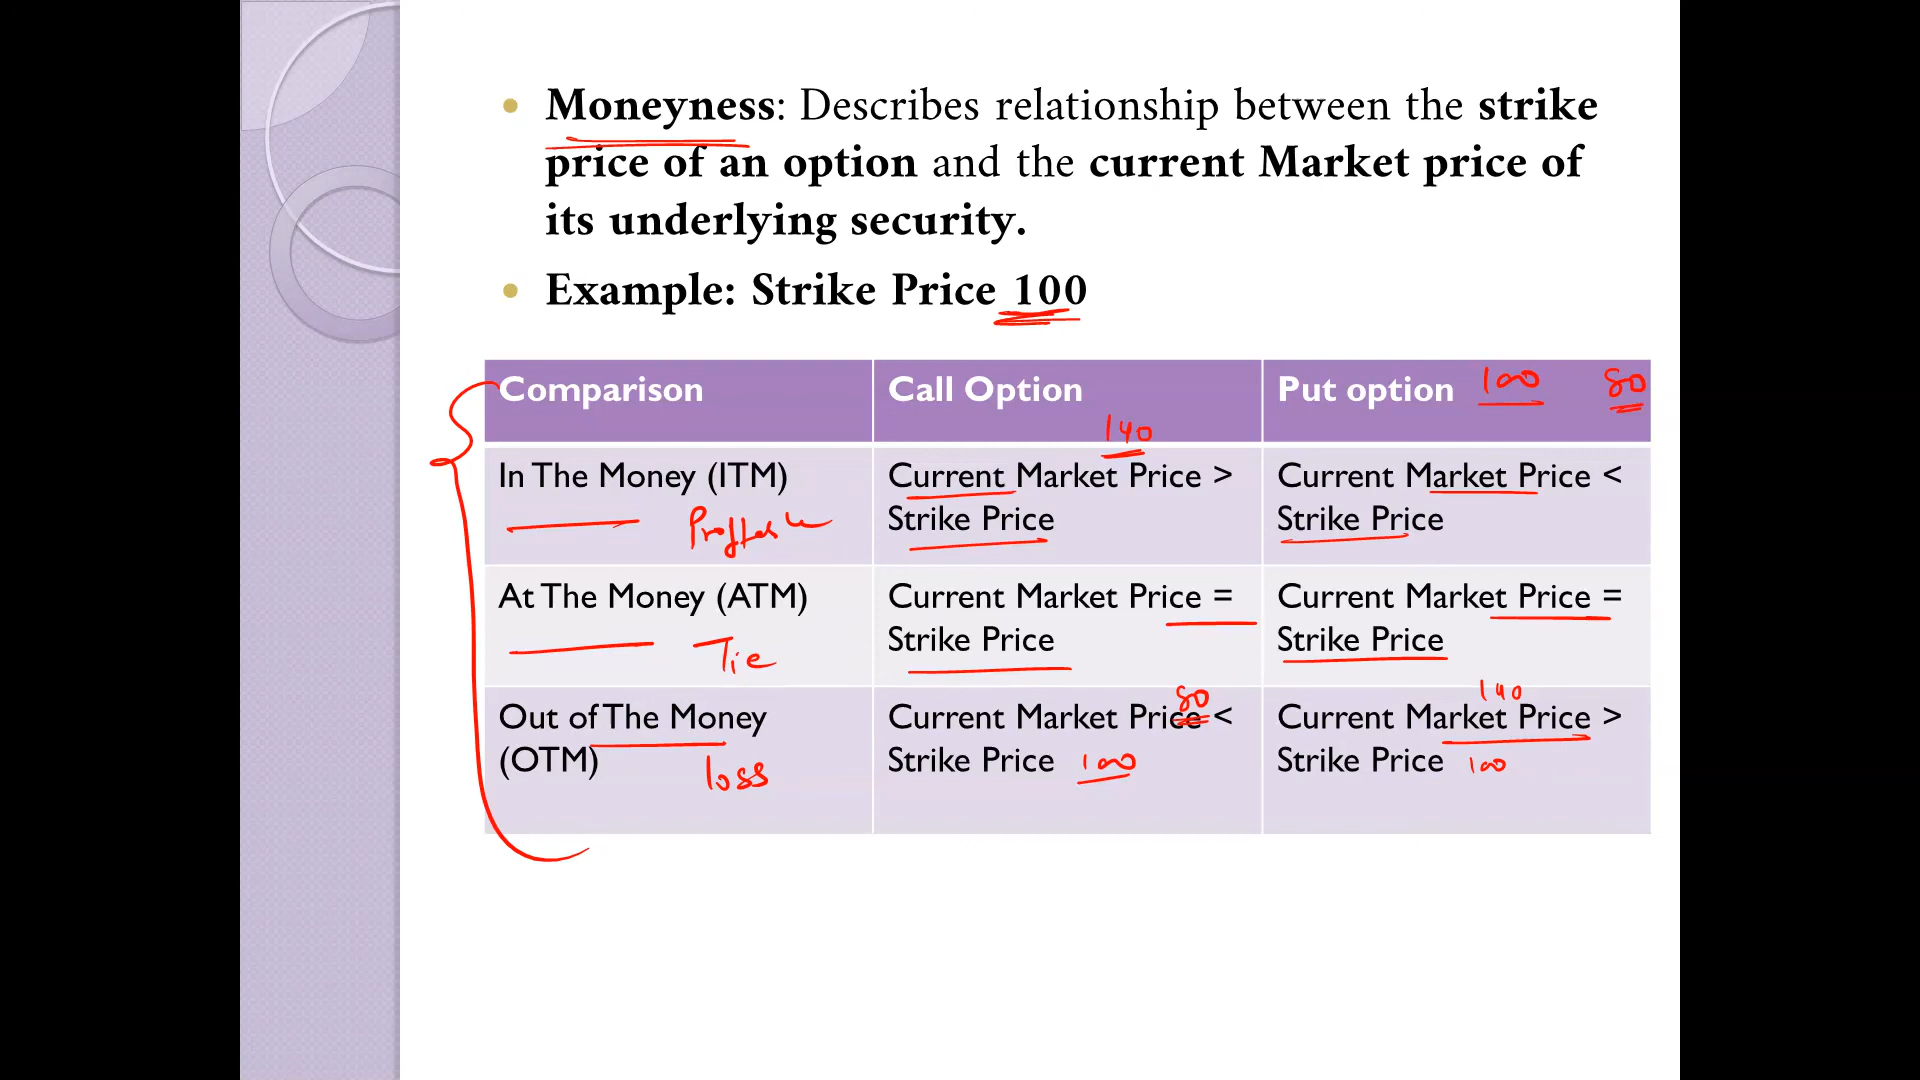 Moneyness: Describes relationship between the strike
price of an option and the current Market price of
its underlying security.
Example: Strike Price 100
Comparison
Call Option
Put option 100 80
140
In The Money (ITM)
Current Market Price >
Strike Price
Current Market Price <
Strike Price
At The Money (ATM)
Tie
Current Market Price =
Strike Price
Current Market Price =
Strike Price
Out of The Money
(OTM)
loss
80
Current Market Price <
Strike Price 100
140
Current Market Price >
Strike Price 100